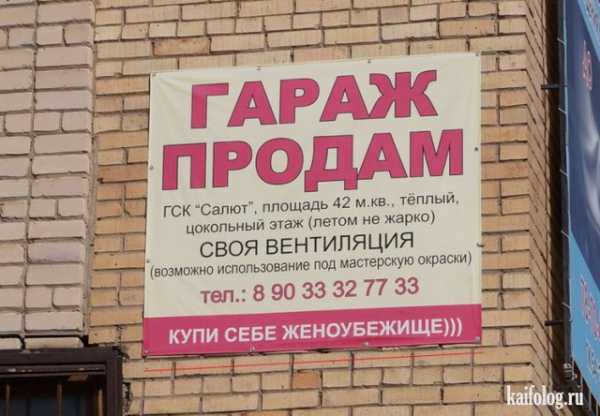 ГАРАЖ
ПРОДАМ
ГСК "Салют", площадь 42 м.кв., тёплый,
цокольный этаж (летом не жарко)
СВОЯ ВЕНТИЛЯЦИЯ
(возможно использование под мастерскую окраски)
тел.: 8 90 33 32 77 33
КУПИ СЕБЕ ЖЕНОУБЕЖИЩЕ)))
kaifolog.ru